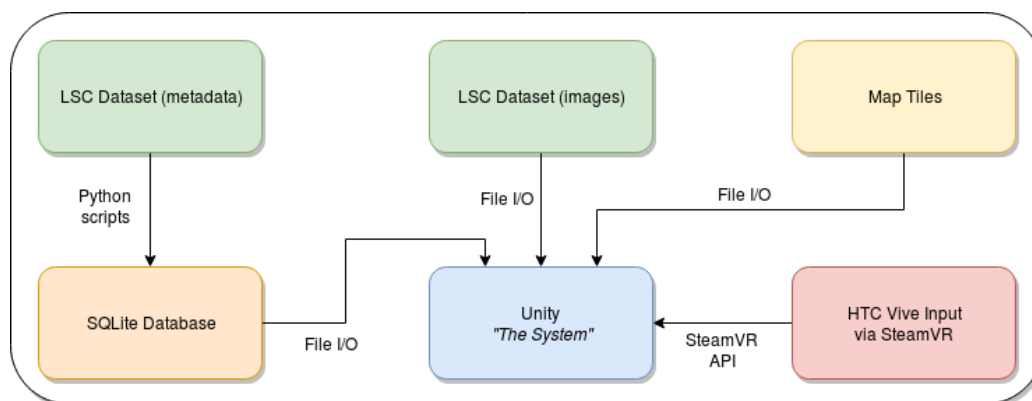 LSC Dataset (metadata)
LSC Dataset (images)
Map Tiles
Python
scripts
File I/O
File I/O
SQLite Database
File I/O
Unity
"The System"
SteamVR
API
HTC Vive Input
via SteamVR